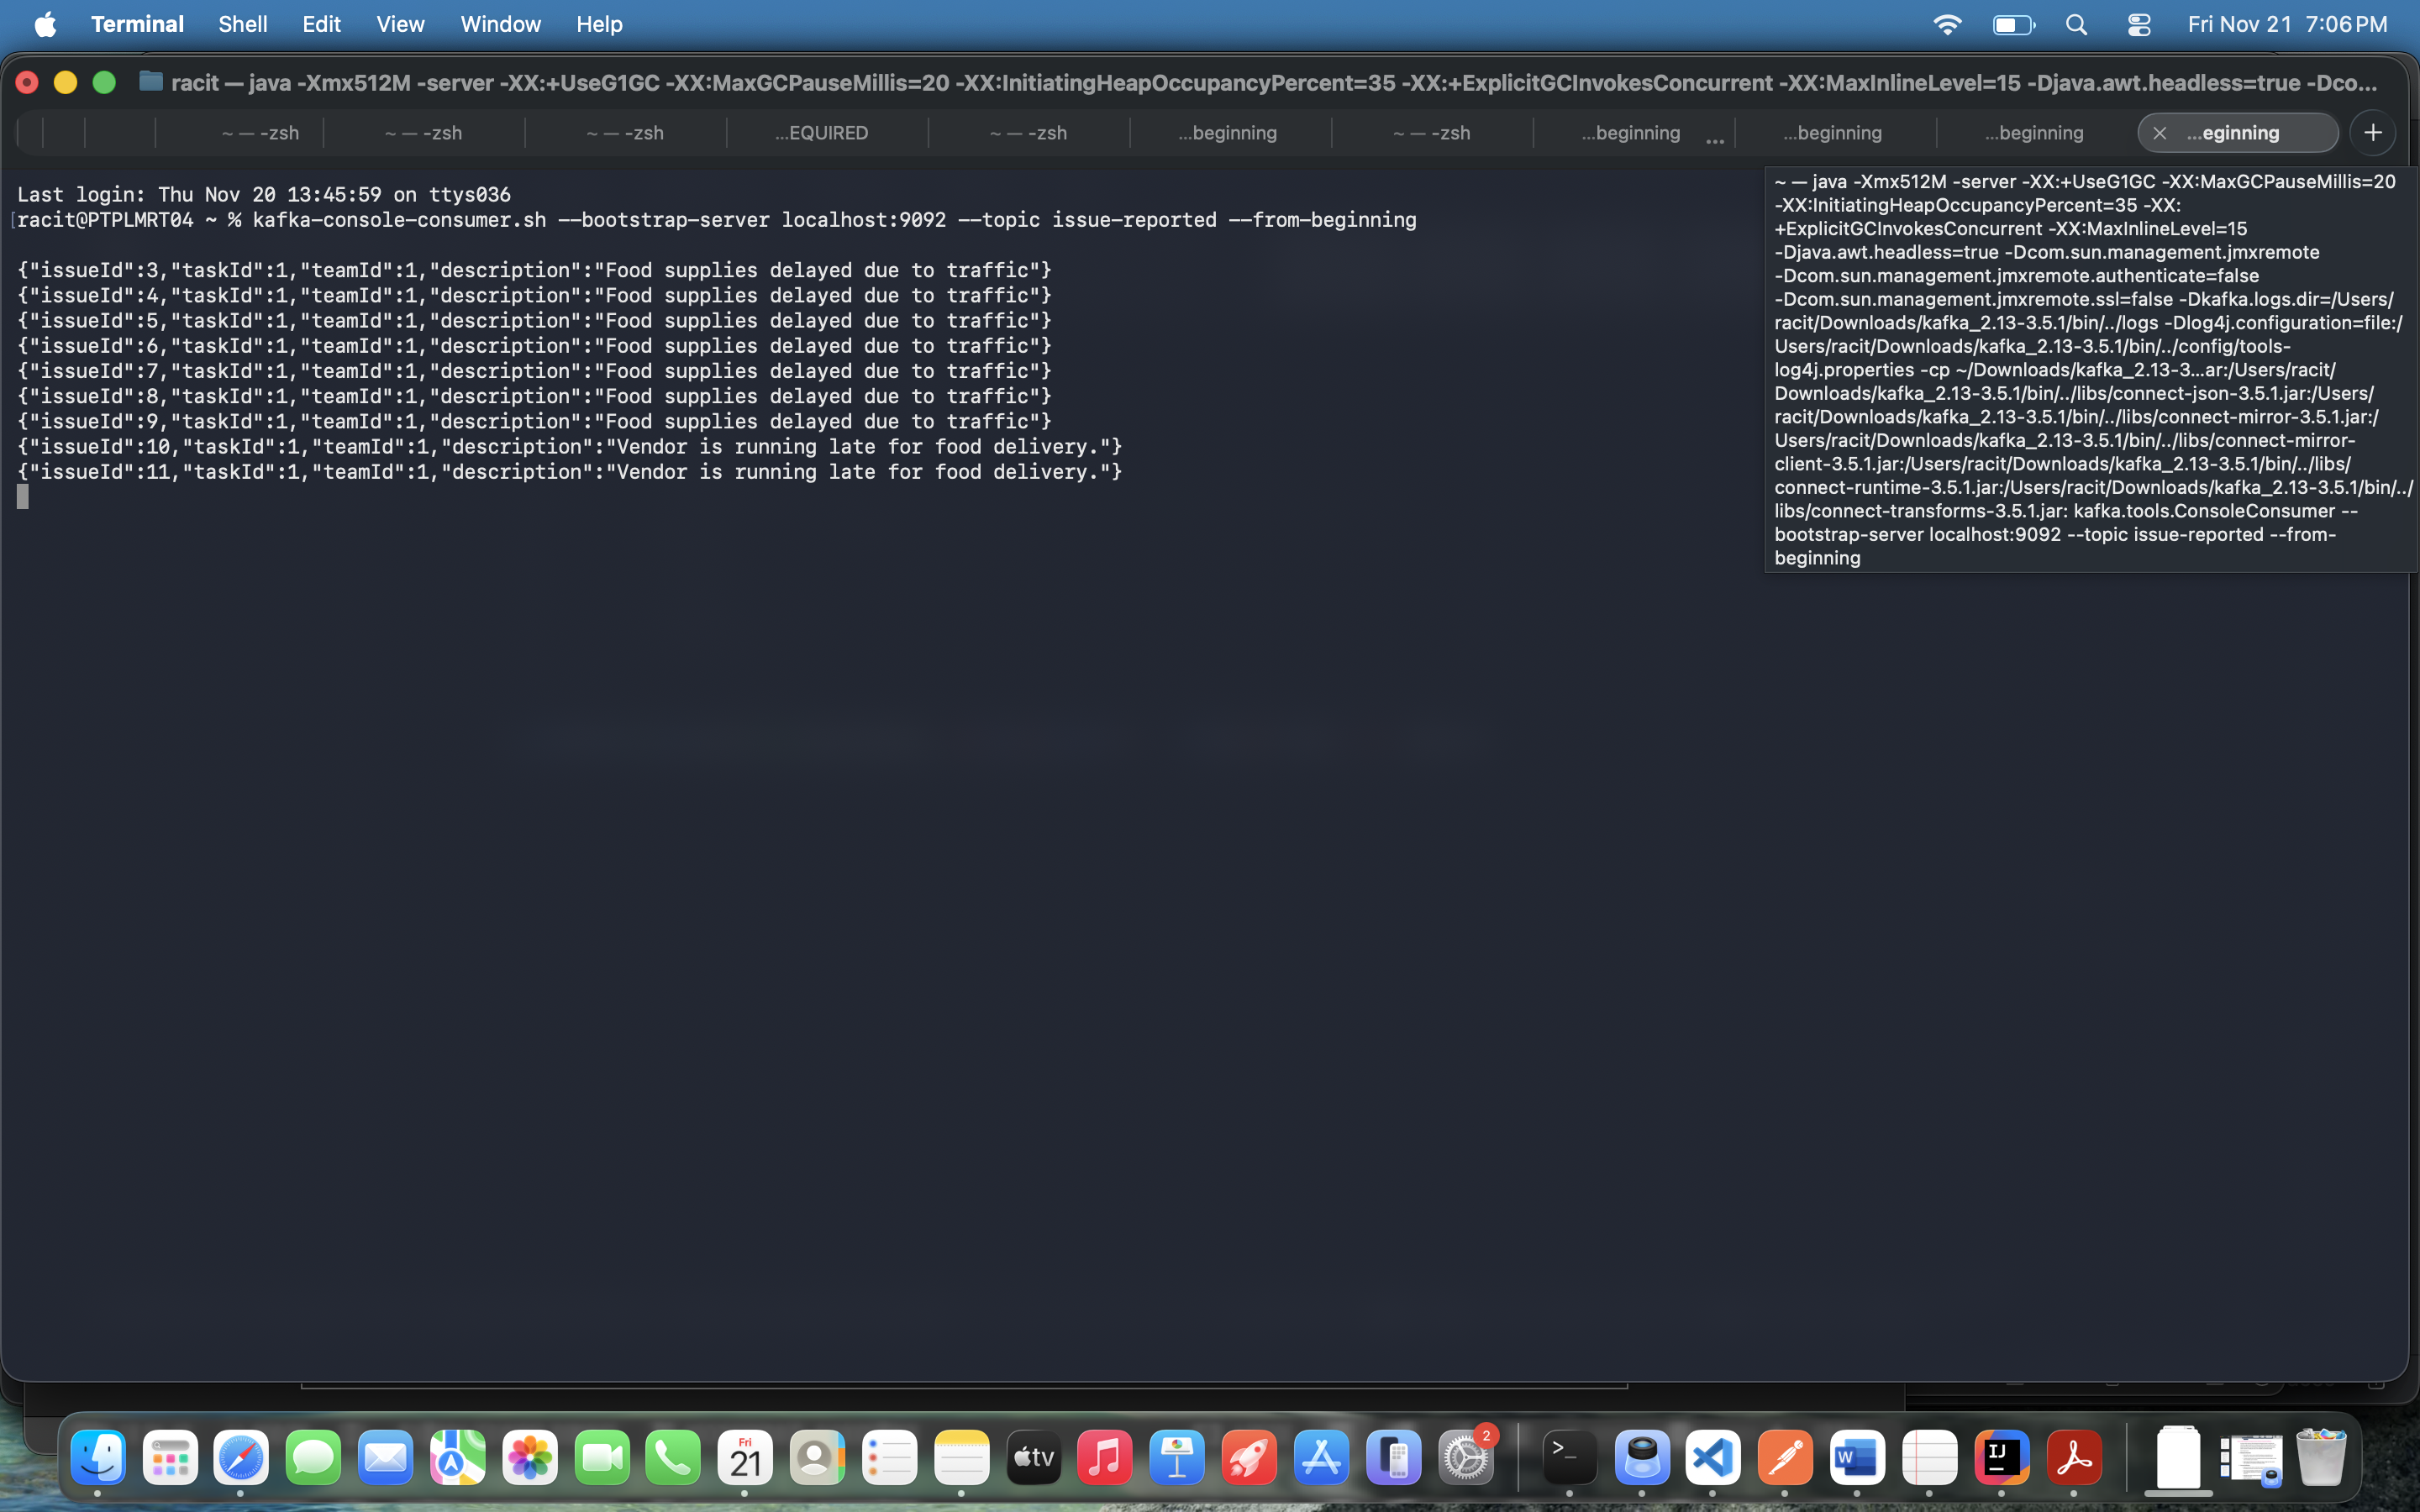 Terminal Shell Edit View Window Help Fri Nov 21 7:06 PM
racit — java -Xmx512M -server -XX:+UseG1GC -XX:MaxGCPauseMillis=20 -XX:InitiatingHeapOccupancyPercent=35 -XX:+ExplicitGCInvokesConcurrent -XX:MaxInlineLevel=15 -Djava.awt.headless=true -Dco...
~ — -zsh ~ — -zsh ~ — -zsh ...EQUIRED ~ — -zsh ...beginning ~ — -zsh ...beginning ... ...beginning ...beginning ...eginning
Last login: Thu Nov 20 13:45:59 on ttys036
[racit@PTPLMRT04 ~ % kafka-console-consumer.sh --bootstrap-server localhost:9092 --topic issue-reported --from-beginning
{"issueId":3,"taskId":1,"teamId":1,"description":"Food supplies delayed due to traffic"}
{"issueId":4,"taskId":1,"teamId":1,"description":"Food supplies delayed due to traffic"}
{"issueId":5,"taskId":1,"teamId":1,"description":"Food supplies delayed due to traffic"}
{"issueId":6,"taskId":1,"teamId":1,"description":"Food supplies delayed due to traffic"}
{"issueId":7,"taskId":1,"teamId":1,"description":"Food supplies delayed due to traffic"}
{"issueId":8,"taskId":1,"teamId":1,"description":"Food supplies delayed due to traffic"}
{"issueId":9,"taskId":1,"teamId":1,"description":"Food supplies delayed due to traffic"}
{"issueId":10,"taskId":1,"teamId":1,"description":"Vendor is running late for food delivery."}
{"issueId":11,"taskId":1,"teamId":1,"description":"Vendor is running late for food delivery."}
~ — java -Xmx512M -server -XX:+UseG1GC -XX:MaxGCPauseMillis=20
-XX:InitiatingHeapOccupancyPercent=35 -XX:
+ExplicitGCInvokesConcurrent -XX:MaxInlineLevel=15
-Djava.awt.headless=true -Dcom.sun.management.jmxremote
-Dcom.sun.management.jmxremote.authenticate=false
-Dcom.sun.management.jmxremote.ssl=false -Dkafka.logs.dir=/Users/
racit/Downloads/kafka_2.13-3.5.1/bin/../logs -Dlog4j.configuration=file:/
Users/racit/Downloads/kafka_2.13-3.5.1/bin/../config/tools-
log4j.properties -cp ~/Downloads/kafka_2.13-3...ar:/Users/racit/
Downloads/kafka_2.13-3.5.1/bin/../libs/connect-json-3.5.1.jar:/Users/
racit/Downloads/kafka_2.13-3.5.1/bin/../libs/connect-mirror-3.5.1.jar:/
Users/racit/Downloads/kafka_2.13-3.5.1/bin/../libs/connect-mirror-
client-3.5.1.jar:/Users/racit/Downloads/kafka_2.13-3.5.1/bin/../libs/
connect-runtime-3.5.1.jar:/Users/racit/Downloads/kafka_2.13-3.5.1/bin/../
libs/connect-transforms-3.5.1.jar: kafka.tools.ConsoleConsumer --
bootstrap-server localhost:9092 --topic issue-reported --from-
beginning
Fri
21
tv
2
>_
W
IJ